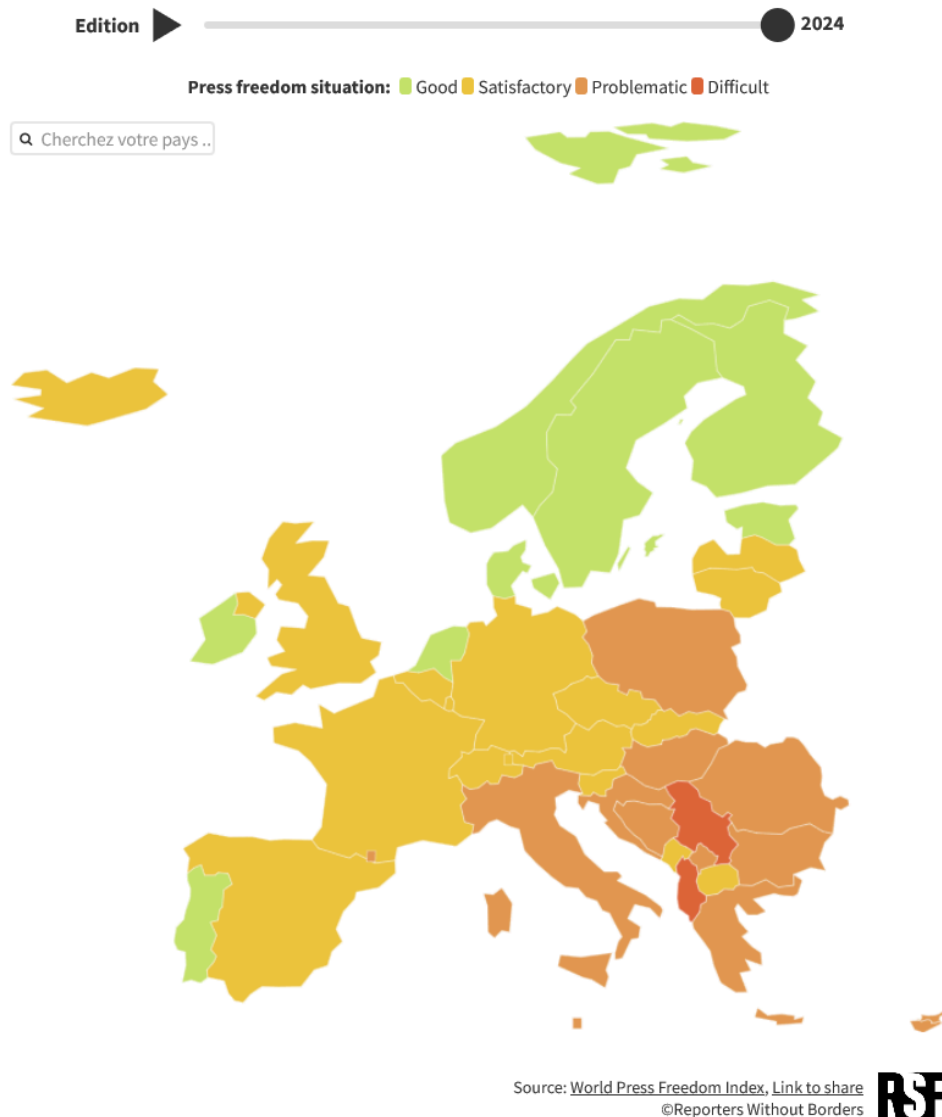 Edition 2024
Press freedom situation: Good Satisfactory Problematic Difficult
Cherchez votre pays ..
Source: World Press Freedom Index, Link to share
©Reporters Without Borders
RSF